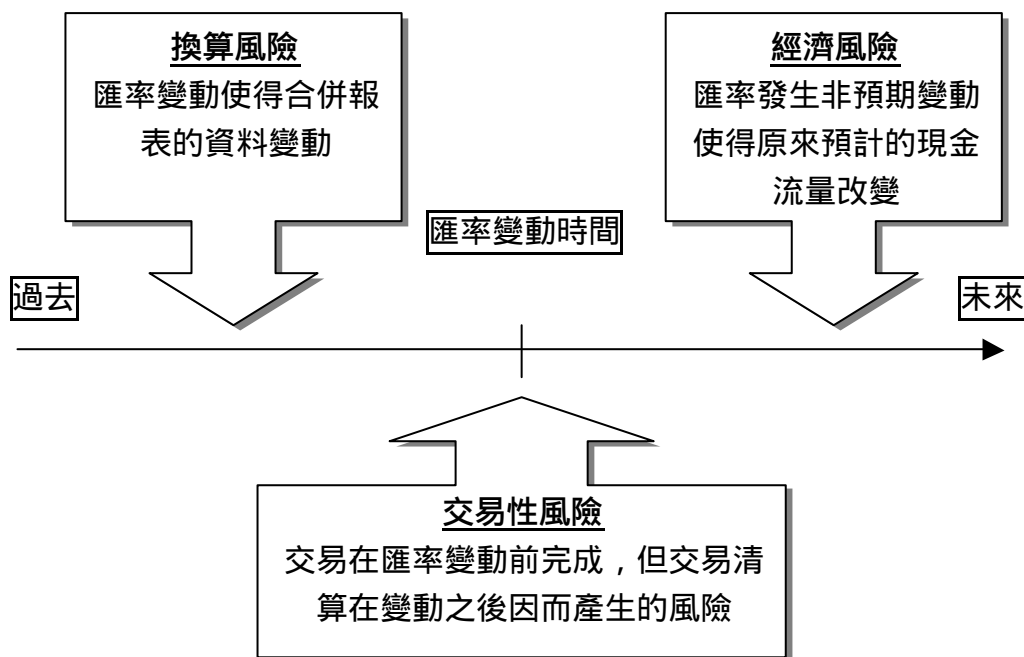 換算風險
匯率變動使得合併報
表的資料變動
經濟風險
匯率發生非預期變動
使得原來預計的現金
流量改變
匯率變動時間
過去
未來
交易性風險
交易在匯率變動前完成，但交易清
算在變動之後因而產生的風險